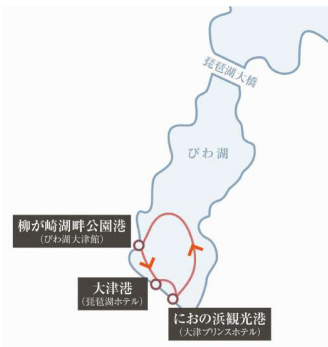 琵琶湖大橋
びわ湖
柳が崎湖畔公園港
(びわ湖大津館)
大津港
(琵琶湖ホテル)
におの浜観光港
(大津プリンスホテル)